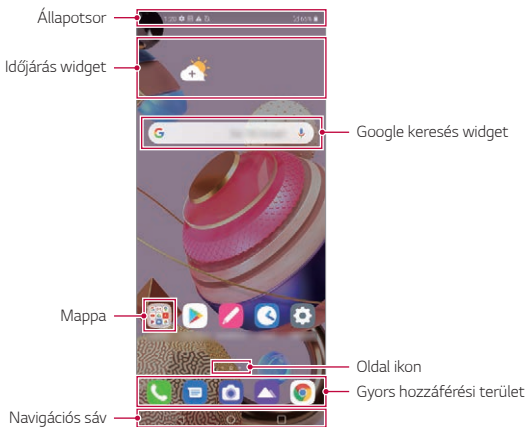 Állapotsor
Időjárás widget
Google keresés widget
Mappa
Oldal ikon
Gyors hozzáférési terület
Navigációs sáv